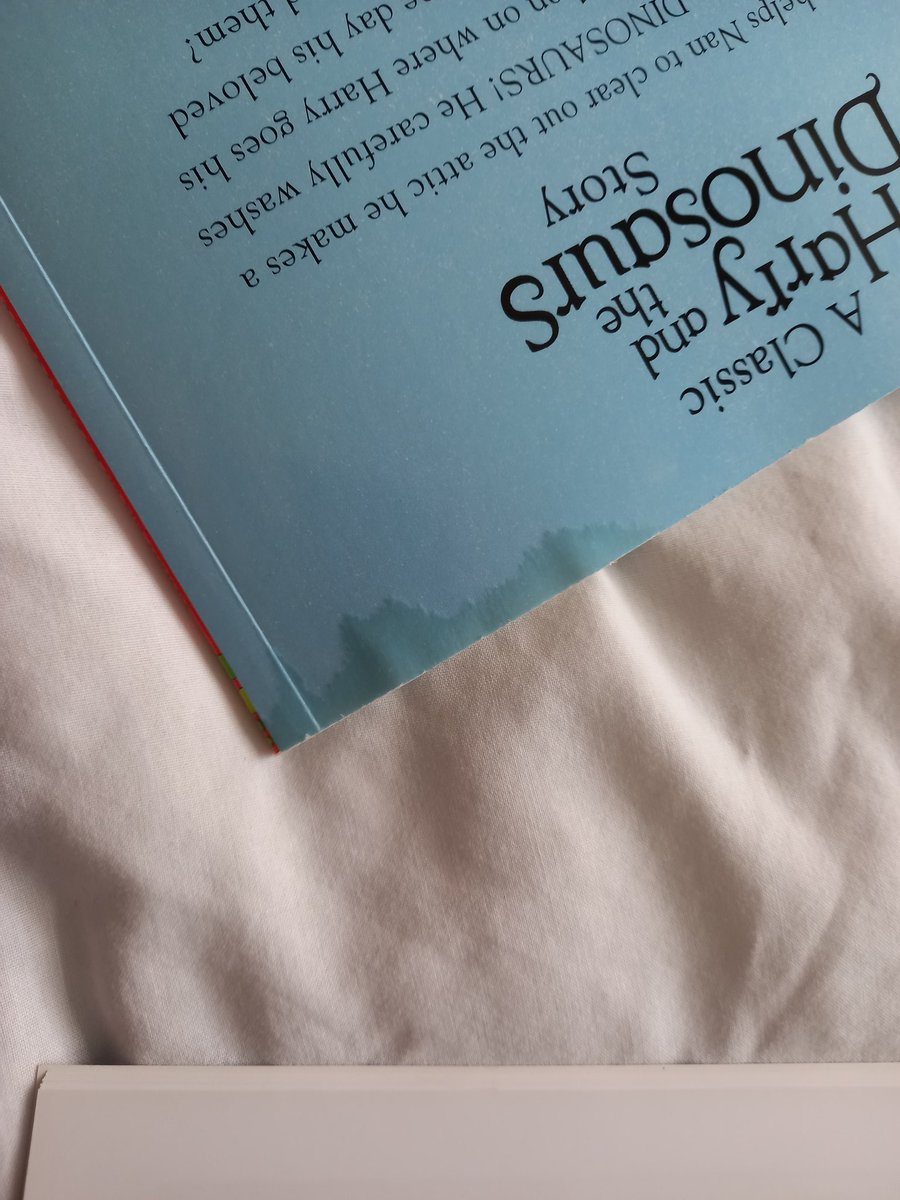 A Classic
Harry and
the
Dinosaurs
Story
helps Nan to clear out the attic he makes a
DINOSAURS! He carefully washes
on where Harry goes his
day his beloved
them?